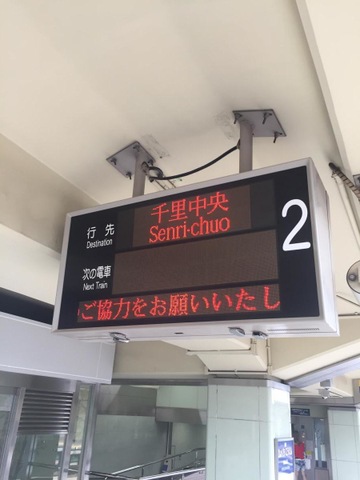 行先
Destination
千里中央
Senri-chuo
2
次の電車
Next Train
ご協力をお願いいたし